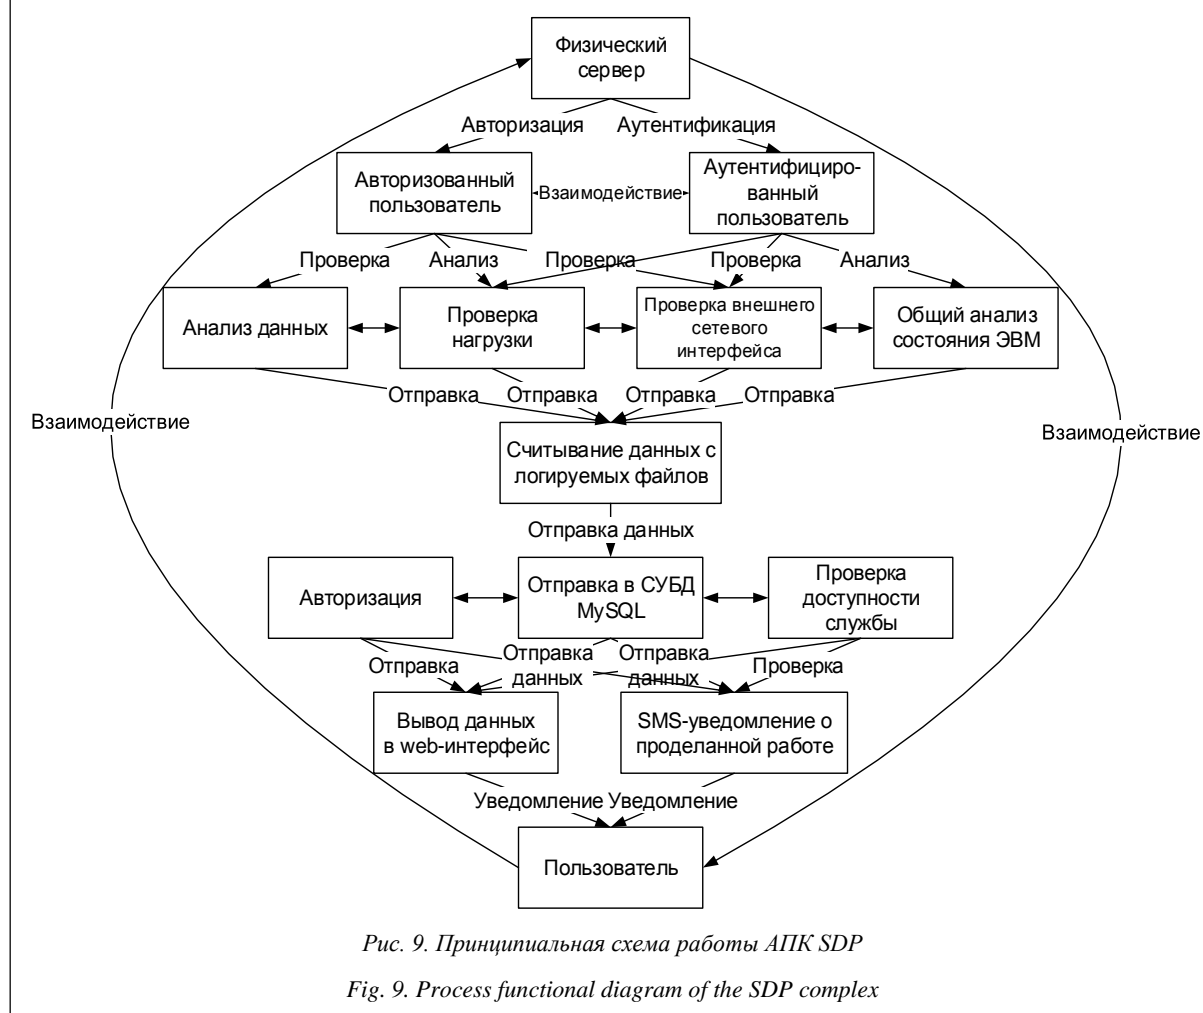 Физический
сервер
Авторизация
Аутентификация
Авторизованный
пользователь
Взаимодействие
Аутентифициро-
ванный
пользователь
Проверка
Анализ
Проверка
Проверка
Анализ
Анализ данных
Проверка
нагрузки
Проверка внешнего
сетевого
интерфейса
Общий анализ
состояния ЭВМ
Отправка
Отправка
Отправка
Отправка
Взаимодействие
Взаимодействие
Считывание данных с
логируемых файлов
Отправка данных
Авторизация
Отправка в СУБД
MySQL
Проверка
доступности
службы
Отправка
Отправка
данных
Отправка
данных
Проверка
Вывод данных
в web-интерфейс
SMS-уведомление о
проделанной работе
Уведомление
Уведомление
Пользователь
Рис. 9. Принципиальная схема работы АПК SDP
Fig. 9. Process functional diagram of the SDP complex